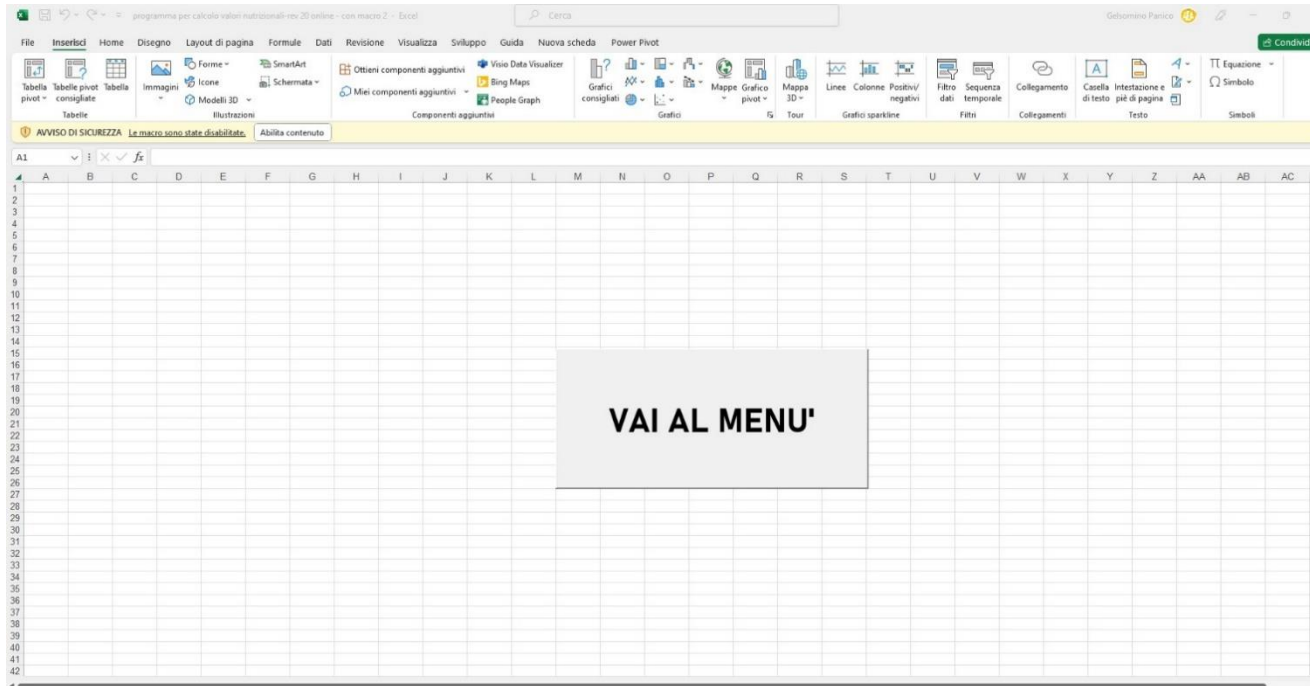 programma per calcolo valori nutrizionali-rev 20 online - con macro 2 - Excel
Cerca
Gelsomino Panico
File Inserisci Home Disegno Layout di pagina Formule Dati Revisione Visualizza Sviluppo Guida Nuova scheda Power Pivot
Condivid
Tabella pivot
Tabelle pivot consigliate
Tabella
Tabelle
Immagini
Forme
Icone
Modelli 3D
SmartArt
Schermata
Illustrazioni
Ottieni componenti aggiuntivi
Miei componenti aggiuntivi
Visio Data Visualizer
Bing Maps
People Graph
Componenti aggiuntivi
Grafici consigliati
Mappe
Grafico pivot
Grafici
Mappa 3D
Tour
Linee
Colonne
Positivi/ negativi
Grafici sparkline
Filtro dati
Sequenza temporale
Filtri
Collegamento
Collegamenti
Casella di testo
Intestazione e piè di pagina
Testo
Equazione
Simbolo
Simboli
AVVISO DI SICUREZZA Le macro sono state disabilitate. Abilita contenuto
A1
fx
A B C D E F G H I J K L M N O P Q R S T U V W X Y Z AA AB AC
1
2
3
4
5
6
7
8
9
10
11
12
13
14
15
16
17
18
19
20
21
22
23
24
25
26
27
28
29
30
31
32
33
34
35
36
37
38
39
40
41
42
VAI AL MENU'